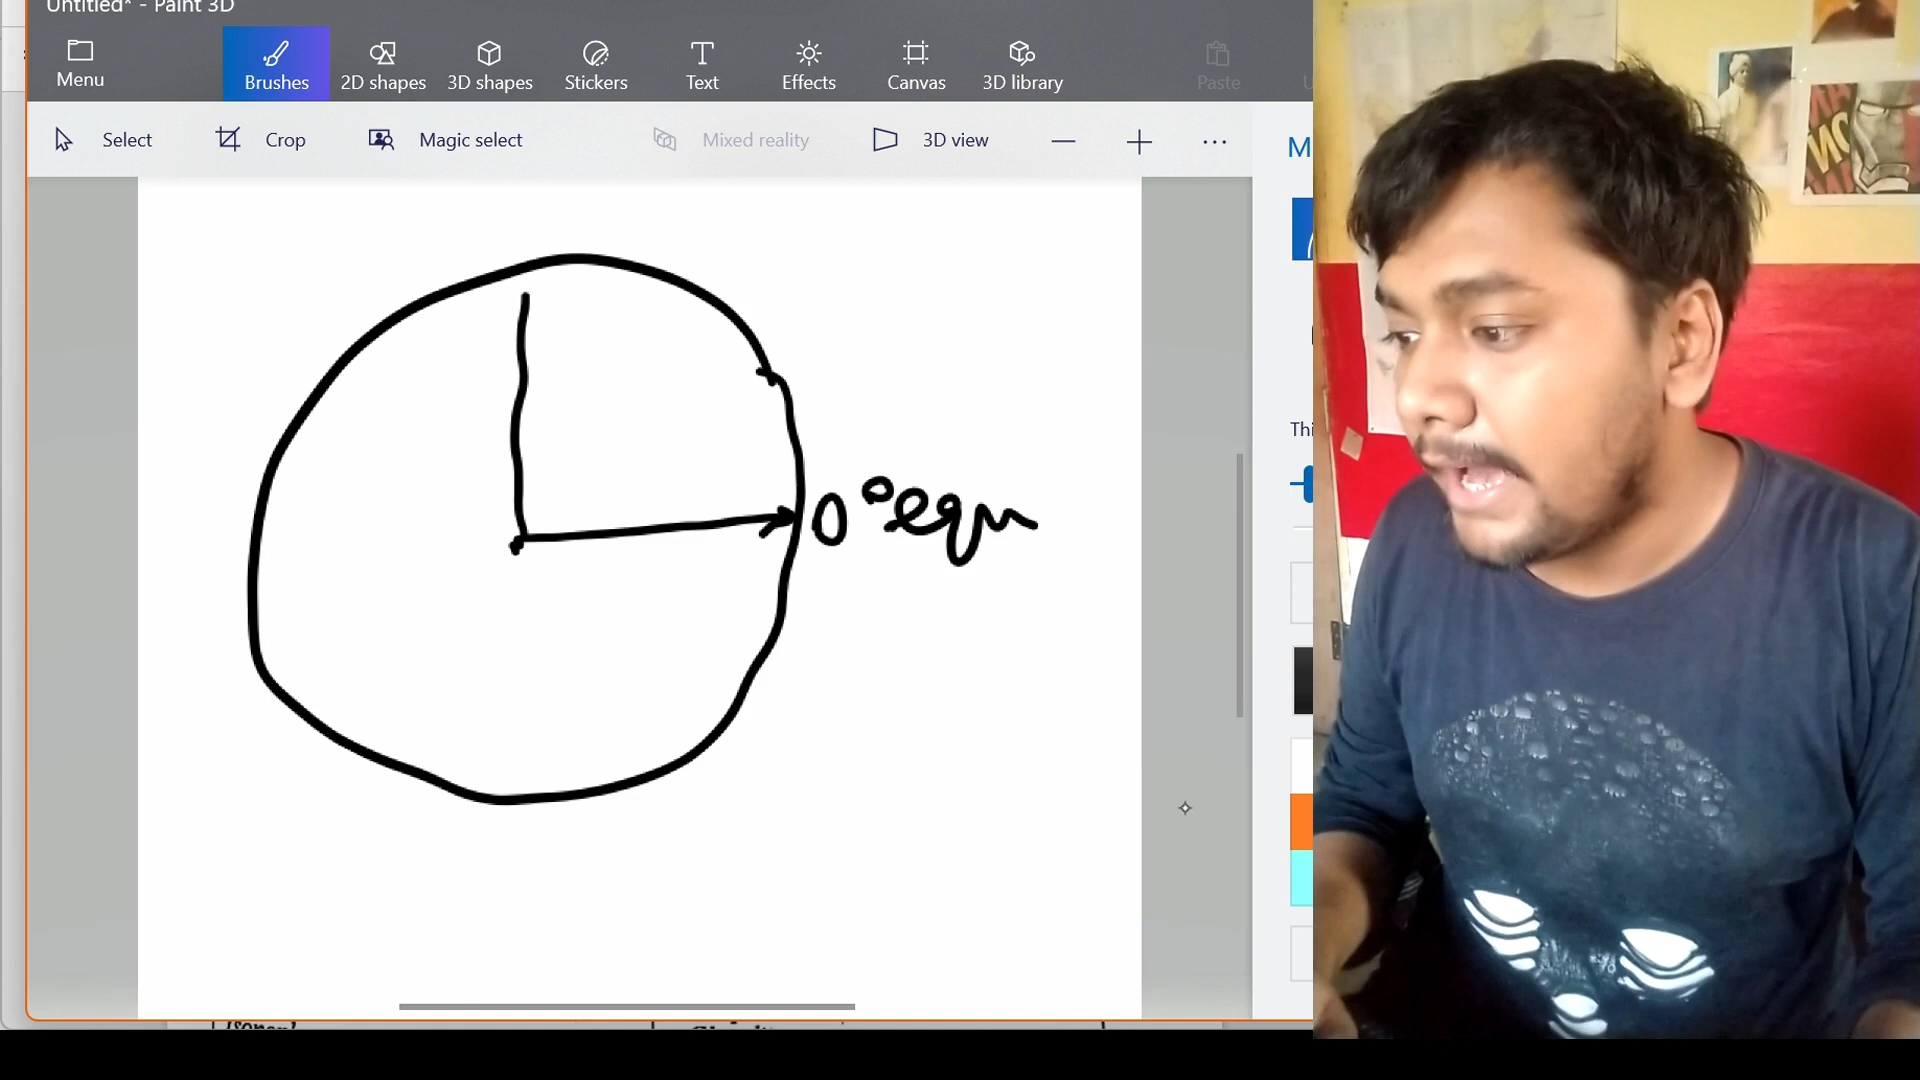 Untitled* - Paint 3D
Menu
Brushes
2D shapes
3D shapes
Stickers
Text
Effects
Canvas
3D library
Paste
Select
Crop
Magic select
Mixed reality
3D view
M
Thi
0° equ